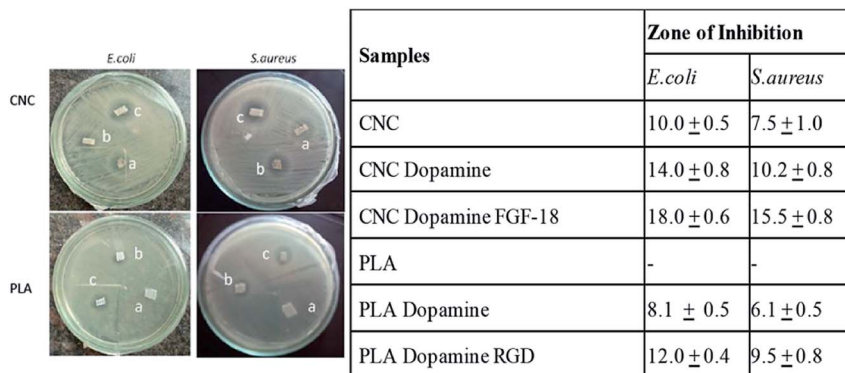 E.coli S.aureus
CNC
c
b
a
c
a
b
PLA
b
c
a
c
b
a
Samples Zone of Inhibition
E.coli S.aureus
CNC 10.0 ± 0.5 7.5 ± 1.0
CNC Dopamine 14.0 ± 0.8 10.2 ± 0.8
CNC Dopamine FGF-18 18.0 ± 0.6 15.5 ± 0.8
PLA - -
PLA Dopamine 8.1 ± 0.5 6.1 ± 0.5
PLA Dopamine RGD 12.0 ± 0.4 9.5 ± 0.8